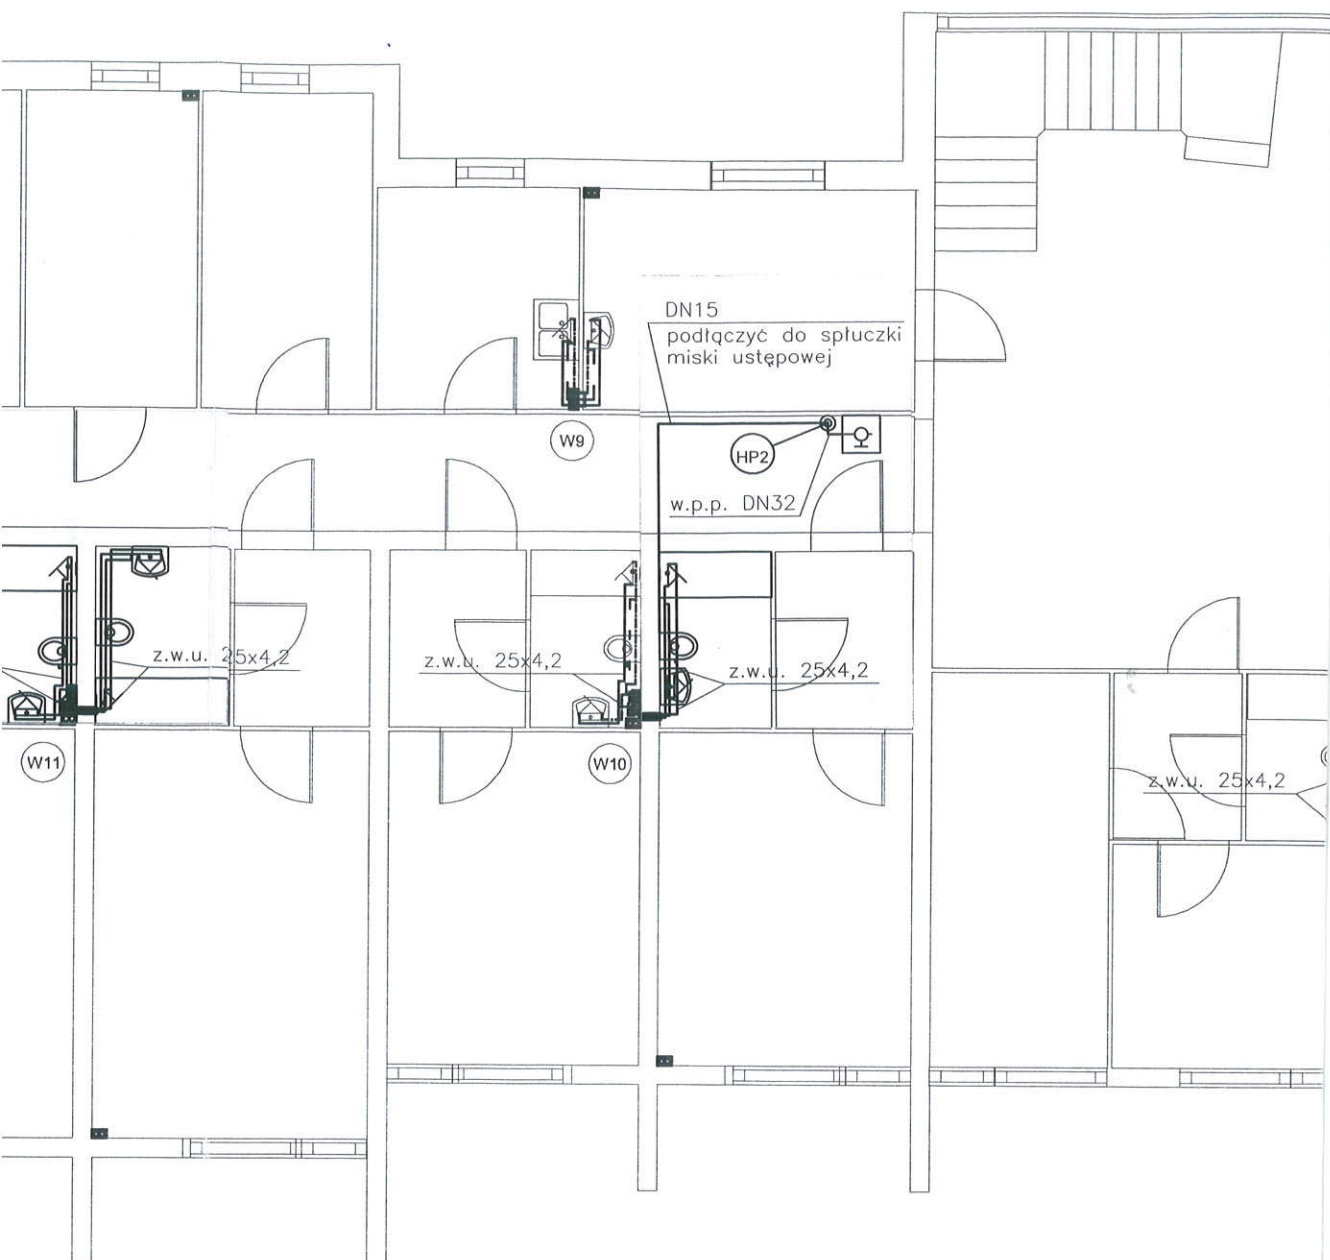 DN15
podłączyć do spłuczki
miski ustępowej
W9
HP2
w.p.p. DN32
z.w.u. 25x4,2
z.w.u. 25x4,2
z.w.u. 25x4,2
W11
W10
z.w.u. 25x4,2